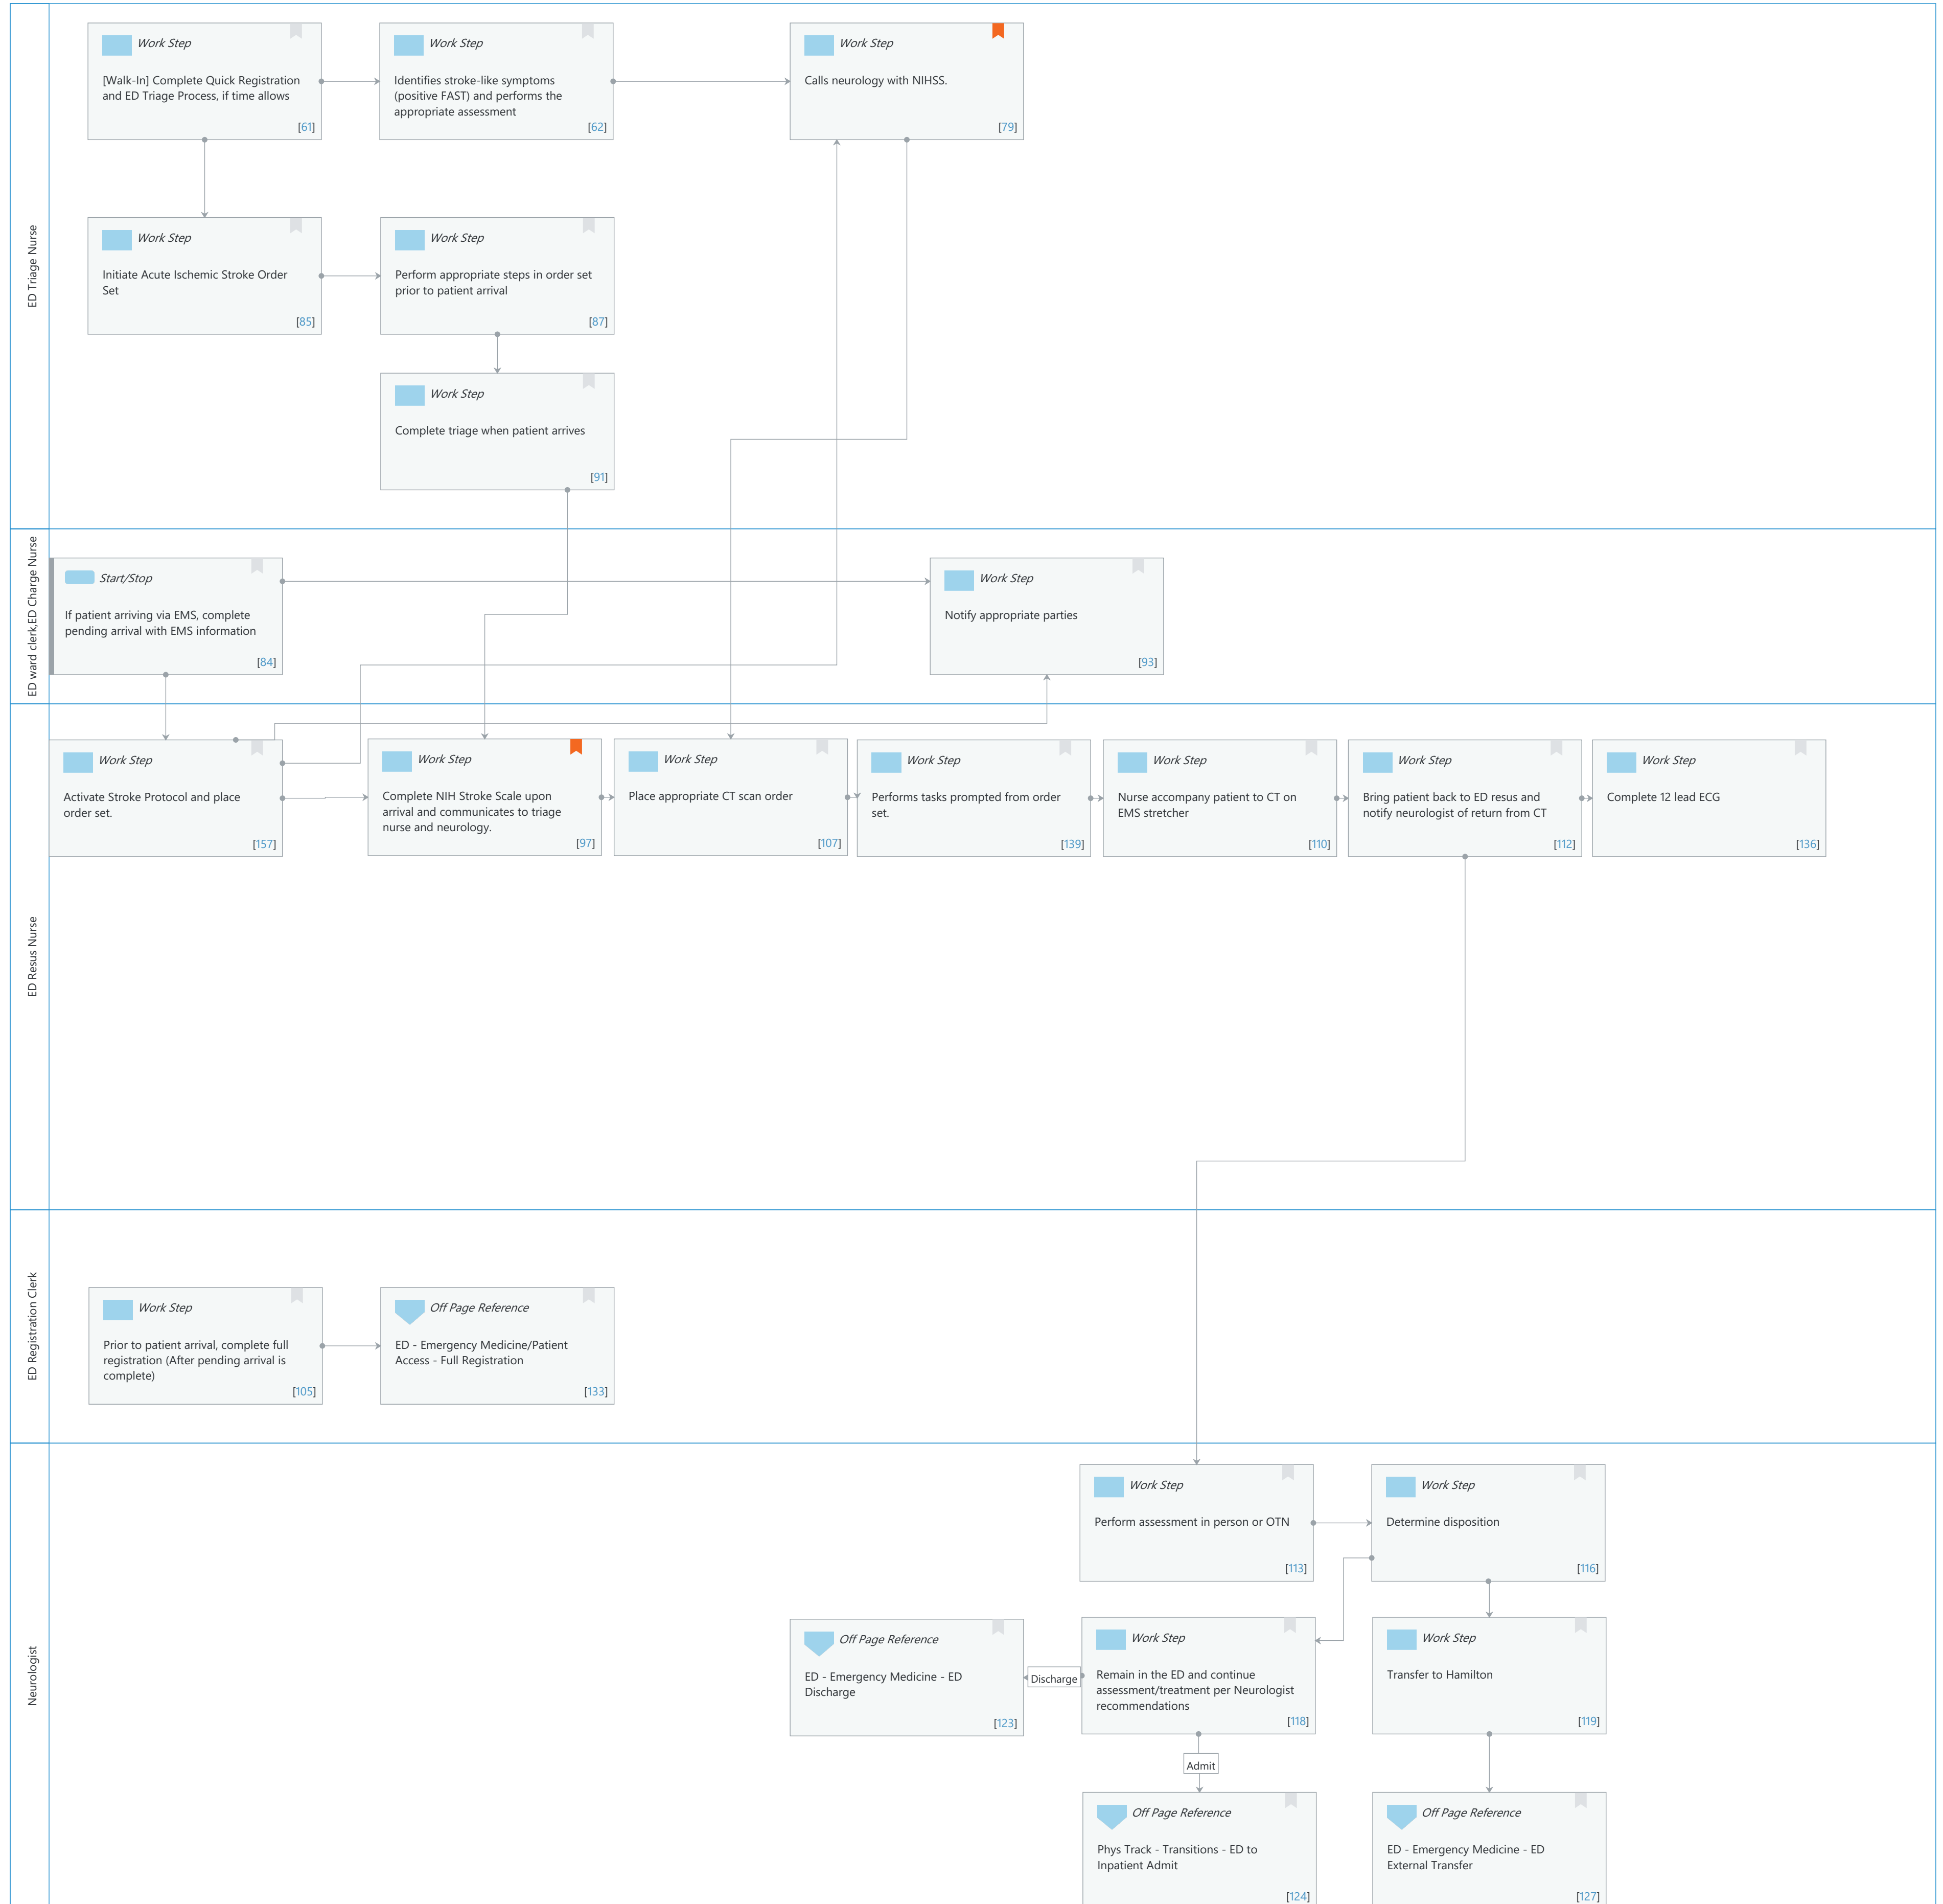 ED Triage Nurse
Work Step
[Walk-In] Complete Quick Registration
and ED Triage Process, if time allows
[61]
Work Step
Identifies stroke-like symptoms
(positive FAST) and performs the
appropriate assessment
[62]
Work Step
Calls neurology with NIHSS.
[79]
Work Step
Initiate Acute Ischemic Stroke Order
Set
[85]
Work Step
Perform appropriate steps in order set
prior to patient arrival
[87]
Work Step
Complete triage when patient arrives
[91]
ED ward clerk,ED Charge Nurse
Start/Stop
If patient arriving via EMS, complete
pending arrival with EMS information
[84]
Work Step
Notify appropriate parties
[93]
ED Resus Nurse
Work Step
Activate Stroke Protocol and place
order set.
[157]
Work Step
Complete NIH Stroke Scale upon
arrival and communicates to triage
nurse and neurology.
[97]
Work Step
Place appropriate CT scan order
[107]
Work Step
Performs tasks prompted from order
set.
[139]
Work Step
Nurse accompany patient to CT on
EMS stretcher
[110]
Work Step
Bring patient back to ED resus and
notify neurologist of return from CT
[112]
Work Step
Complete 12 lead ECG
[136]
ED Registration Clerk
Work Step
Prior to patient arrival, complete full
registration (After pending arrival is
complete)
[105]
Off Page Reference
ED - Emergency Medicine/Patient
Access - Full Registration
[133]
Neurologist
Work Step
Perform assessment in person or OTN
[113]
Work Step
Determine disposition
[116]
Off Page Reference
ED - Emergency Medicine - ED
Discharge
[123]
Discharge
Work Step
Remain in the ED and continue
assessment/treatment per Neurologist
recommendations
[118]
Work Step
Transfer to Hamilton
[119]
Admit
Off Page Reference
Phys Track - Transitions - ED to
Inpatient Admit
[124]
Off Page Reference
ED - Emergency Medicine - ED
External Transfer
[127]